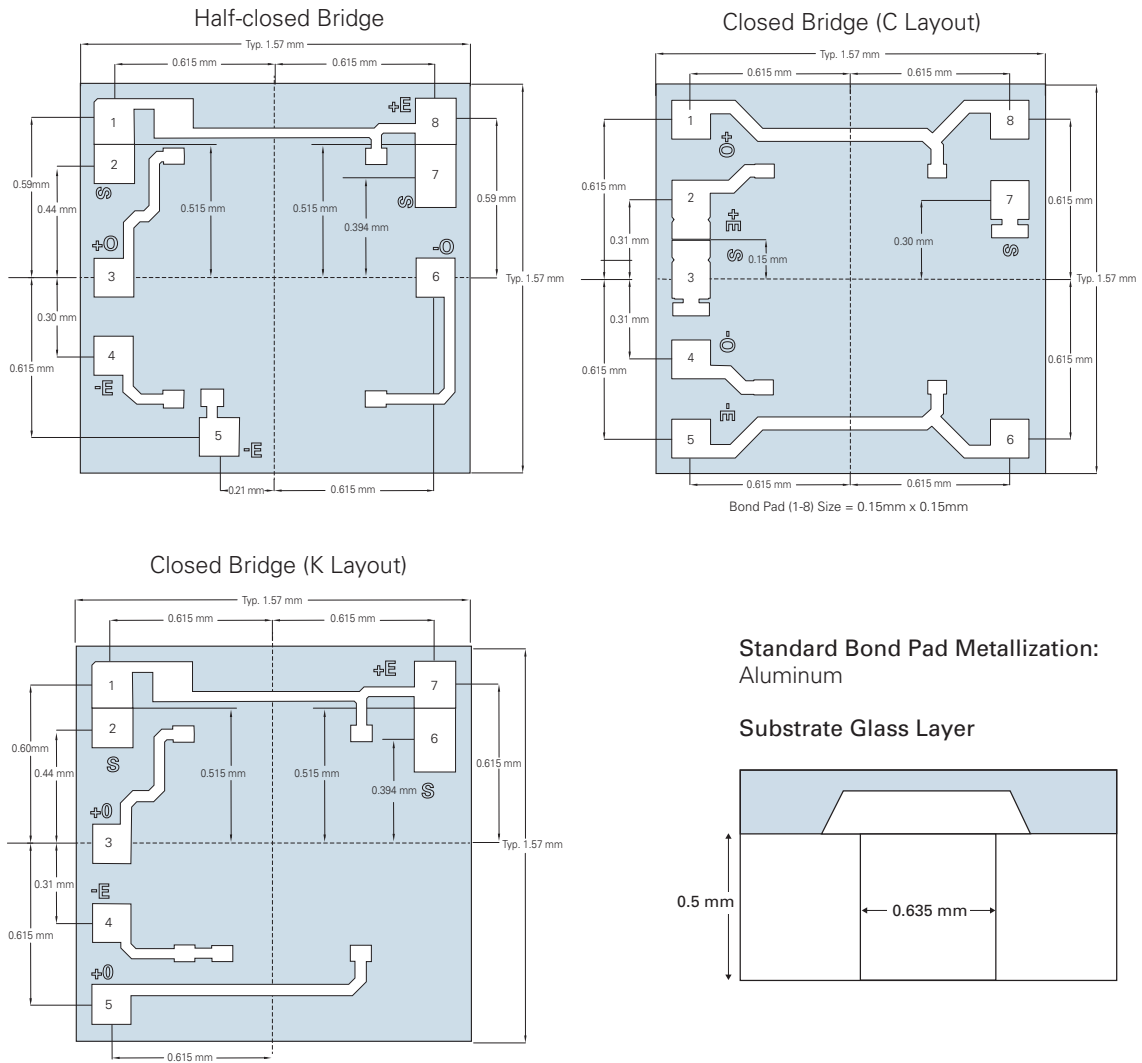 Half-closed Bridge
Typ. 1.57 mm
0.615 mm
0.615 mm
+E
1
8
2
7
S
S
0.59mm
0.44 mm
0.515 mm
0.515 mm
0.394 mm
0.59 mm
+O
-O
3
6
Typ. 1.57 mm
0.30 mm
0.615 mm
4
-E
5
-E
0.21 mm
0.615 mm
Closed Bridge (C Layout)
Typ. 1.57 mm
0.615 mm
0.615 mm
1
8
+O
2
7
+E
S
S
0.615 mm
0.31 mm
0.15 mm
0.30 mm
0.615 mm
3
Typ. 1.57 mm
0.31 mm
-O
4
0.615 mm
0.615 mm
-E
5
6
0.615 mm
0.615 mm
Bond Pad (1-8) Size = 0.15mm x 0.15mm
Closed Bridge (K Layout)
Typ. 1.57 mm
0.615 mm
0.615 mm
+E
1
7
2
6
S
S
0.60mm
0.44 mm
0.515 mm
0.515 mm
0.394 mm
0.615 mm
+0
3
Typ. 1.57 mm
0.31 mm
-E
4
0.615 mm
+0
5
0.615 mm
Standard Bond Pad Metallization:
Aluminum
Substrate Glass Layer
0.5 mm
0.635 mm